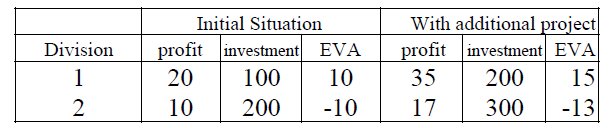 Initial Situation With additional project
Division profit investment EVA profit investment EVA
1 20 100 10 35 200 15
2 10 200 -10 17 300 -13